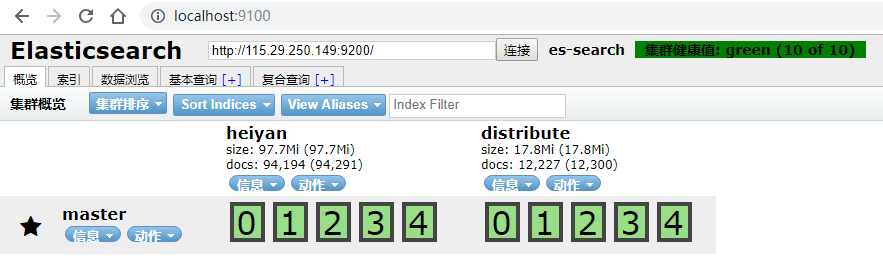 localhost:9100
Elasticsearch http://115.29.250.149:9200/ 连接 es-search 集群健康值: green (10 of 10)
概览 索引 数据浏览 基本查询 [+] 复合查询 [+]
集群概览 集群排序 Sort Indices View Aliases Index Filter
heiyan distribute
size: 97.7Mi (97.7Mi) size: 17.8Mi (17.8Mi)
docs: 94,194 (94,291) docs: 12,227 (12,300)
信息 动作 信息 动作
master 0 1 2 3 4 0 1 2 3 4
信息 动作